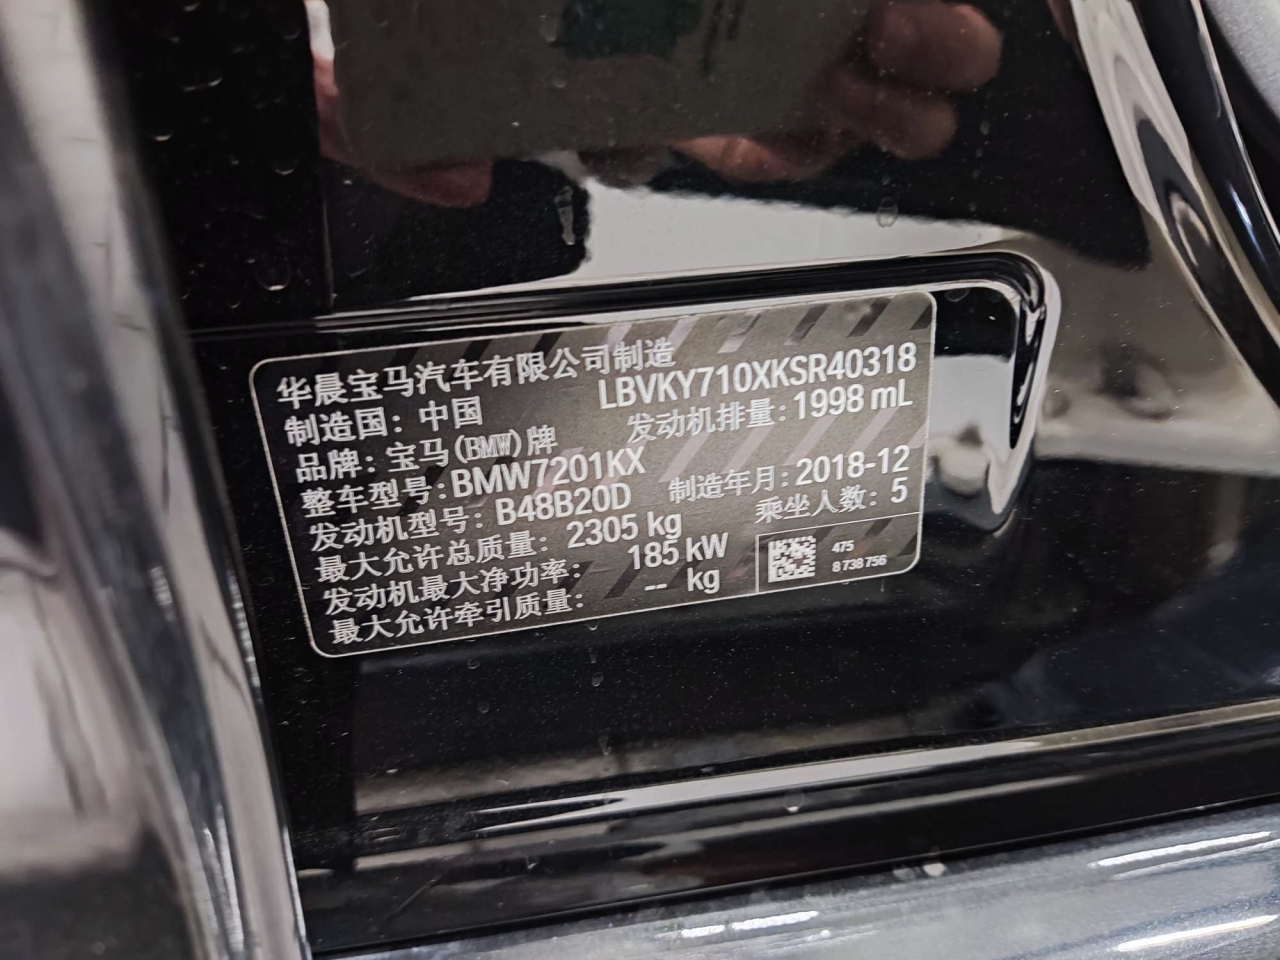 华晨宝马汽车有限公司制造
制造国：中国 LBVKY710XKSR40318
品牌：宝马(BMW)牌 发动机排量：1998 mL
整车型号：BMW7201KX
发动机型号：B48B20D 制造年月：2018-12
最大允许总质量：2305 kg 乘坐人数：5
发动机最大净功率：185 kW
最大允许牵引质量：-- kg
475
8 738 756